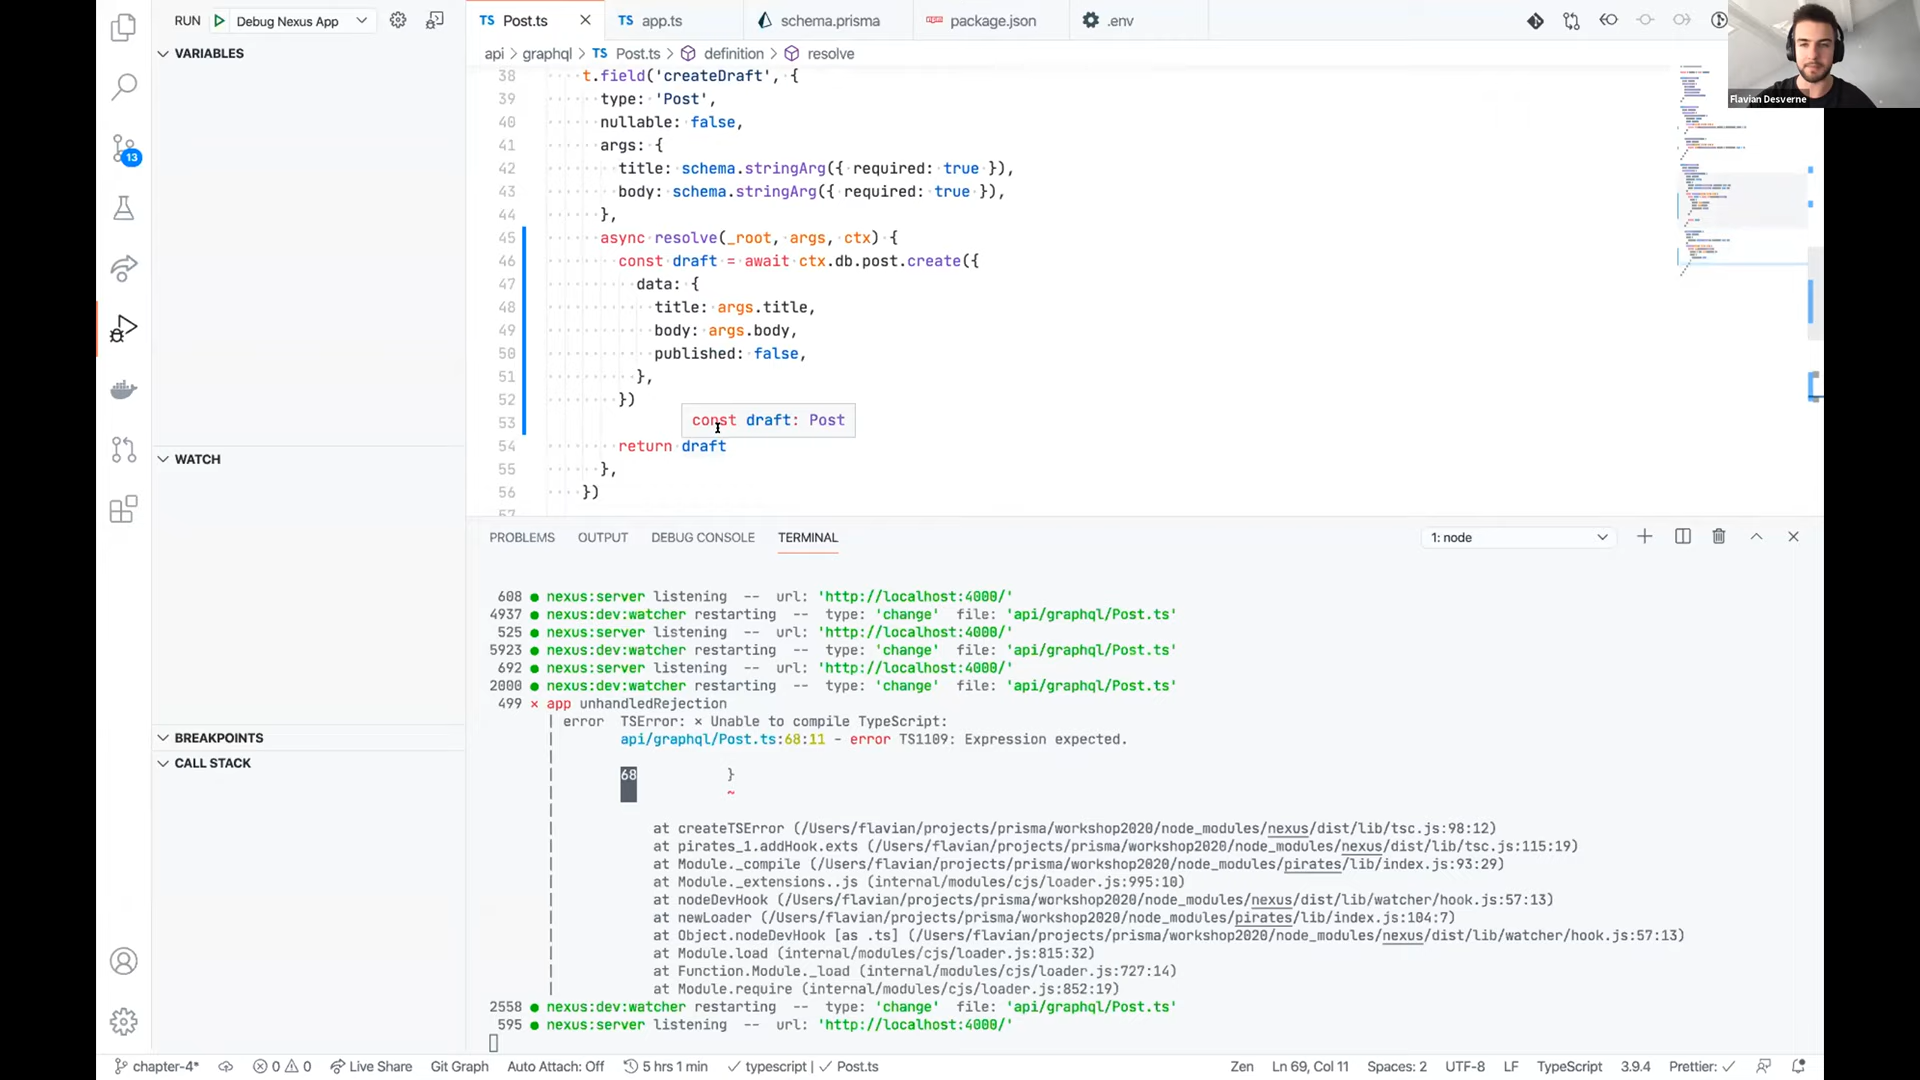 RUN Debug Nexus App
TS Post.ts
TS app.ts
schema.prisma
package.json
.env
Flavian Desverne
VARIABLES
api > graphql > TS Post.ts > definition > resolve
38 t.field('createDraft', {
39 type: 'Post',
40 nullable: false,
41 args: {
42 title: schema.stringArg({ required: true }),
43 body: schema.stringArg({ required: true }),
44 },
45 async resolve(_root, args, ctx) {
46 const draft = await ctx.db.post.create({
47 data: {
48 title: args.title,
49 body: args.body,
50 published: false,
51 },
52 })
53
const draft: Post
54 return draft
55 },
56 })
57
13
WATCH
BREAKPOINTS
CALL STACK
PROBLEMS OUTPUT DEBUG CONSOLE TERMINAL
1: node
608 ● nexus:server listening -- url: 'http://localhost:4000/'
4937 ● nexus:dev:watcher restarting -- type: 'change' file: 'api/graphql/Post.ts'
525 ● nexus:server listening -- url: 'http://localhost:4000/'
5923 ● nexus:dev:watcher restarting -- type: 'change' file: 'api/graphql/Post.ts'
692 ● nexus:server listening -- url: 'http://localhost:4000/'
2000 ● nexus:dev:watcher restarting -- type: 'change' file: 'api/graphql/Post.ts'
499 × app unhandledRejection
| error TSError: × Unable to compile TypeScript:
| api/graphql/Post.ts:68:11 - error TS1109: Expression expected.
|
| 68 }
| ~
|
| at createTSError (/Users/flavian/projects/prisma/workshop2020/node_modules/nexus/dist/lib/tsc.js:98:12)
| at pirates_1.addHook.exts (/Users/flavian/projects/prisma/workshop2020/node_modules/nexus/dist/lib/tsc.js:115:19)
| at Module._compile (/Users/flavian/projects/prisma/workshop2020/node_modules/pirates/lib/index.js:93:29)
| at Module._extensions..js (internal/modules/cjs/loader.js:995:10)
| at nodeDevHook (/Users/flavian/projects/prisma/workshop2020/node_modules/nexus/dist/lib/watcher/hook.js:57:13)
| at newLoader (/Users/flavian/projects/prisma/workshop2020/node_modules/pirates/lib/index.js:104:7)
| at Object.nodeDevHook [as .ts] (/Users/flavian/projects/prisma/workshop2020/node_modules/nexus/dist/lib/watcher/hook.js:57:13)
| at Module.load (internal/modules/cjs/loader.js:815:32)
| at Function.Module._load (internal/modules/cjs/loader.js:727:14)
| at Module.require (internal/modules/cjs/loader.js:852:19)
2558 ● nexus:dev:watcher restarting -- type: 'change' file: 'api/graphql/Post.ts'
595 ● nexus:server listening -- url: 'http://localhost:4000/'
chapter-4* 0 0 Live Share Git Graph Auto Attach: Off 5 hrs 1 min ✓ typescript | ✓ Post.ts Zen Ln 69, Col 11 Spaces: 2 UTF-8 LF TypeScript 3.9.4 Prettier: ✓